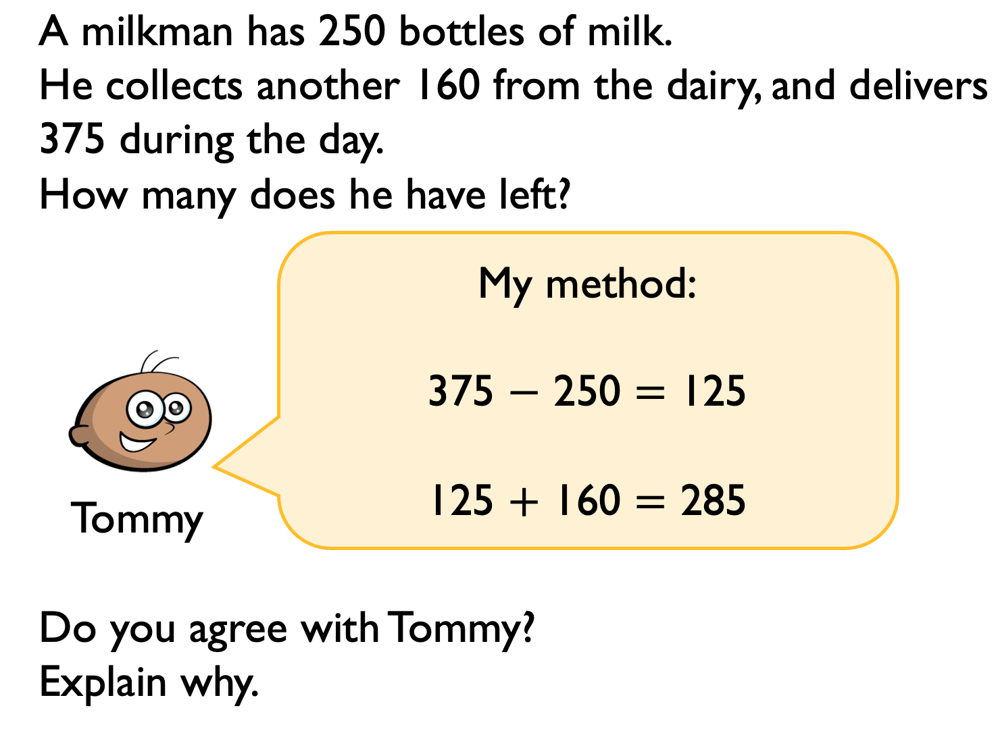 A milkman has 250 bottles of milk.
He collects another 160 from the dairy, and delivers
375 during the day.
How many does he have left?
My method:
375 − 250 = 125
125 + 160 = 285
Tommy
Do you agree with Tommy?
Explain why.